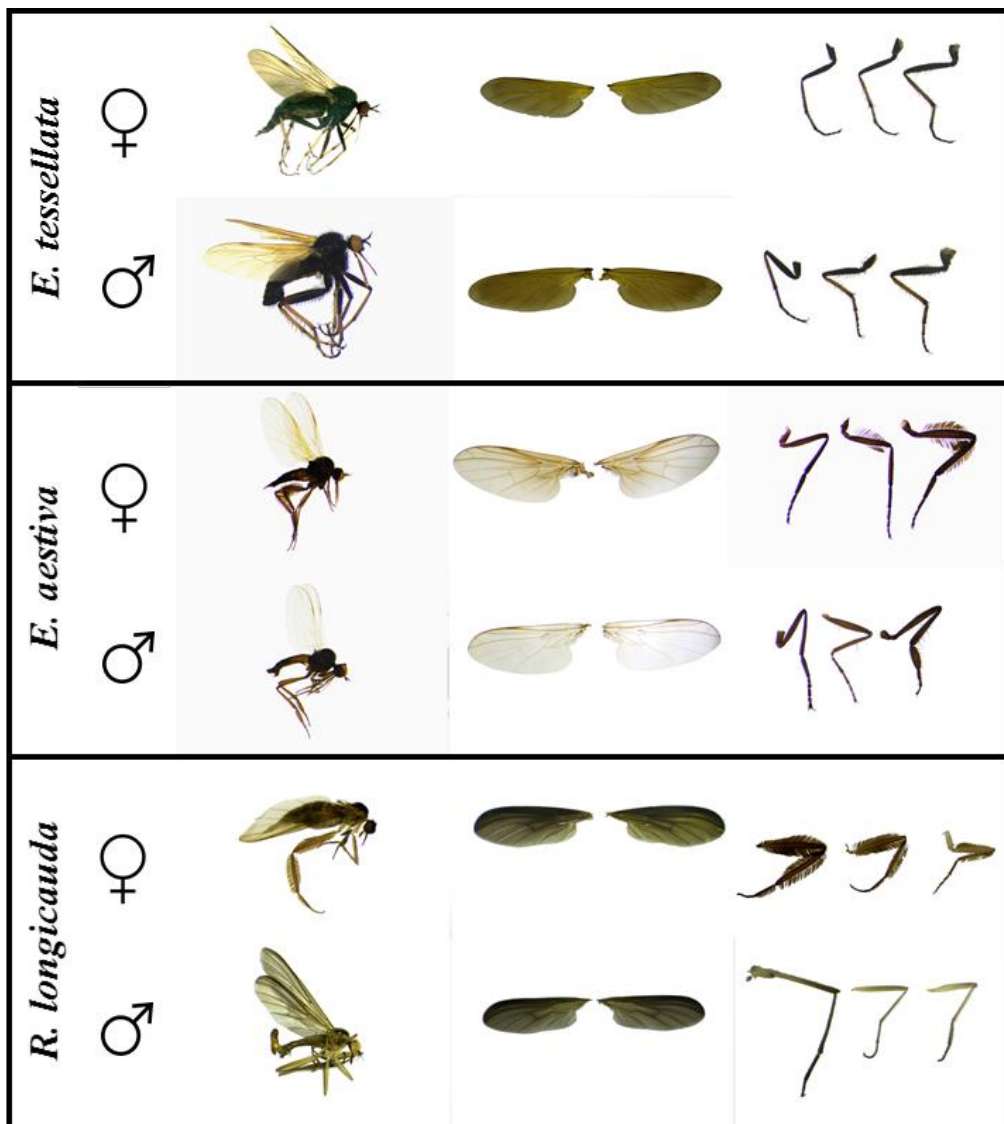 E. tessellata
♀
♂
E. aestiva
♀
♂
R. longicauda
♀
♂